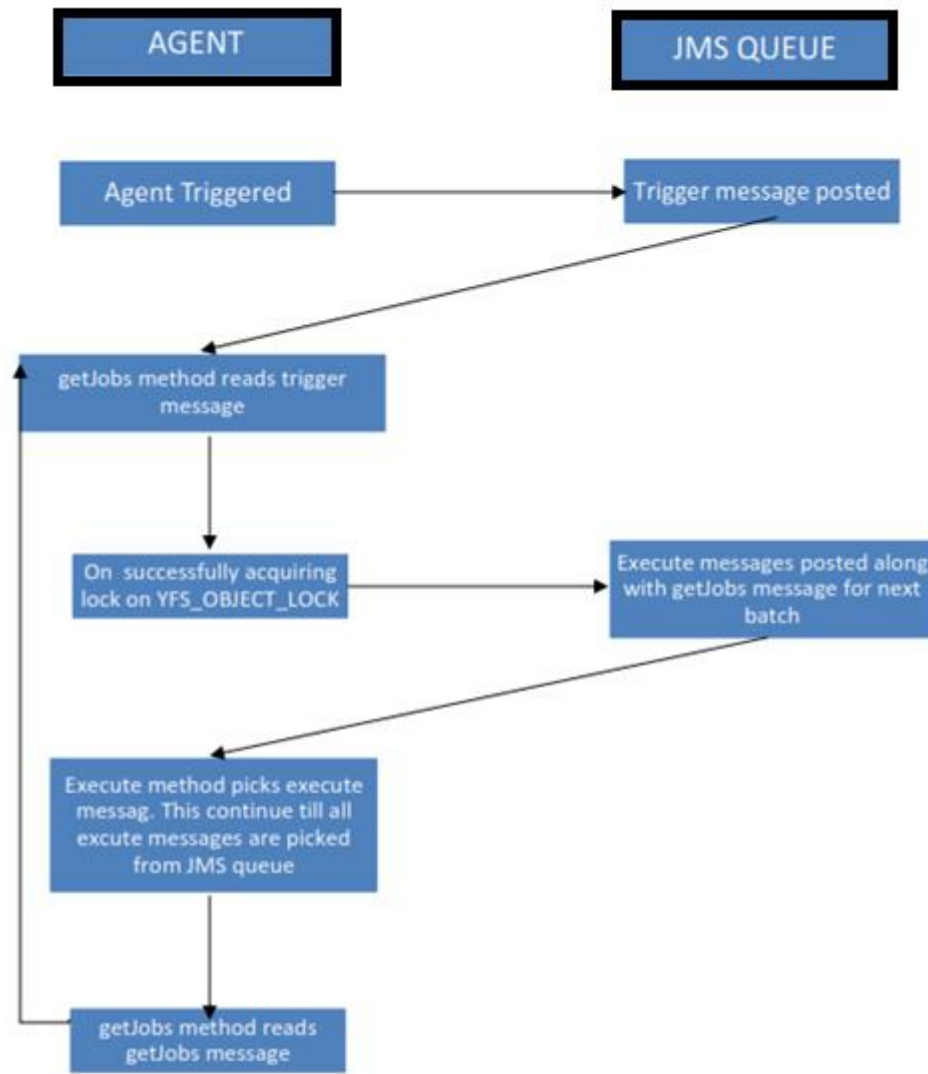 AGENT
JMS QUEUE
Agent Triggered
Trigger message posted
getJobs method reads trigger
message
On  successfully acquiring
lock on YFS_OBJECT_LOCK
Execute messages posted along
with getJobs message for next
batch
Execute method picks execute
messag. This continue till all
excute messages are picked
from JMS queue
getJobs method reads
getJobs message